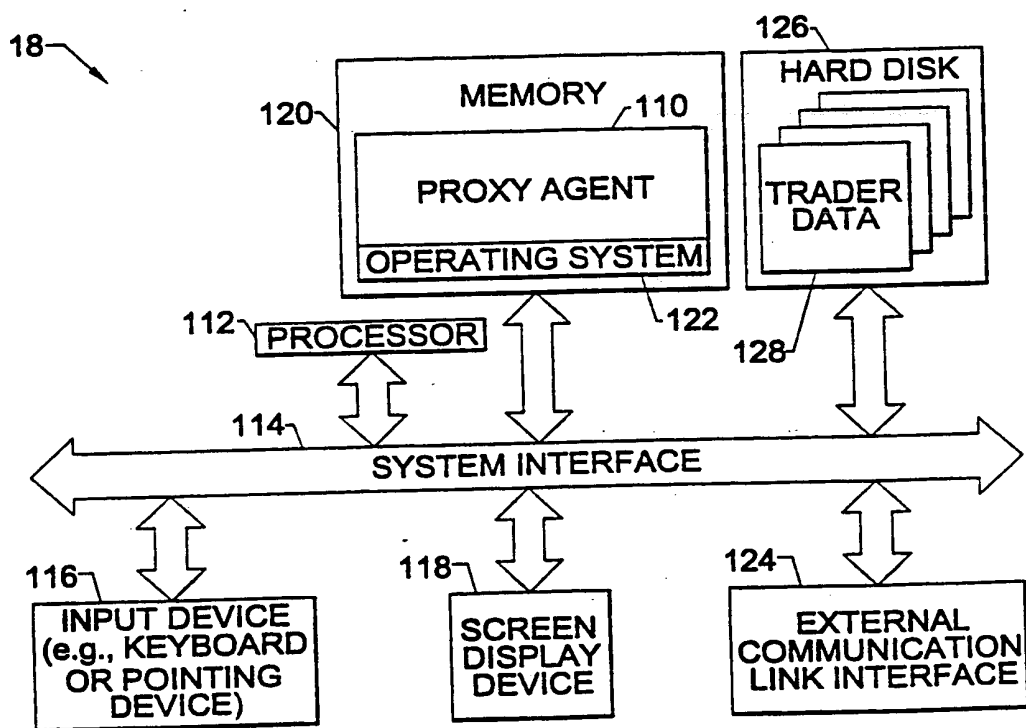 18
126
HARD DISK
MEMORY
120
110
PROXY AGENT
TRADER
DATA
OPERATING SYSTEM
112
PROCESSOR
122
128
114
SYSTEM INTERFACE
116
118
124
INPUT DEVICE
(e.g., KEYBOARD
OR POINTING
DEVICE)
SCREEN
DISPLAY
DEVICE
EXTERNAL
COMMUNICATION
LINK INTERFACE